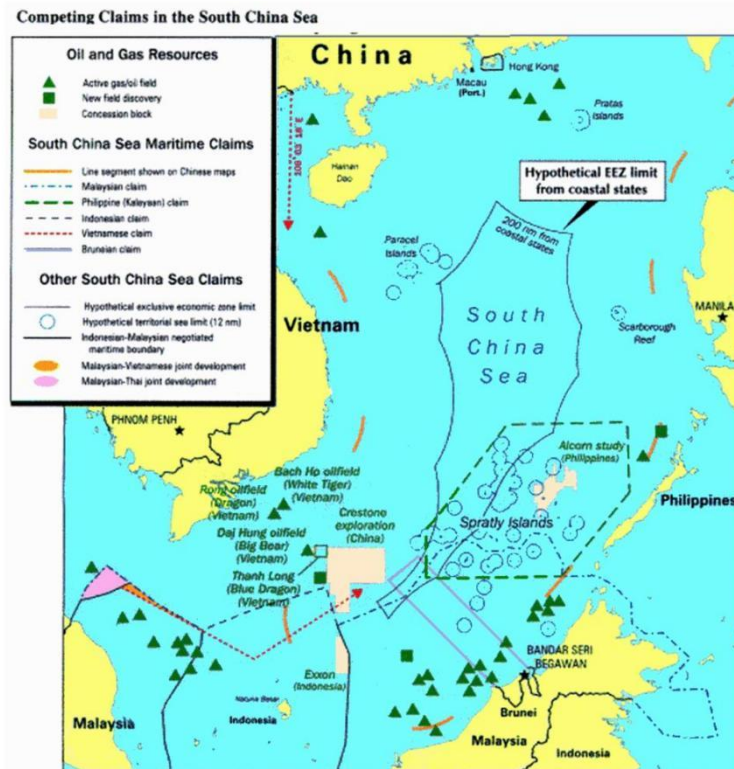 Competing Claims in the South China Sea
Oil and Gas Resources
Active gas/oil field
New field discovery
Concession block
South China Sea Maritime Claims
Line segment shown on Chinese maps
Malaysian claim
Philippine (Kalayaan) claim
Indonesian claim
Vietnamese claim
Bruneian claim
Other South China Sea Claims
Hypothetical exclusive economic zone limit
Hypothetical territorial sea limit (12 nm)
Indonesian-Malaysian negotiated
maritime boundary
Malaysian-Vietnamese joint development
Malaysian-Thai joint development
China
Hong Kong
Macau
(Port.)
Pratas
Islands
Hainan
Dao
Hypothetical EEZ limit
from coastal states
200 nm from
coastal states
Paracel
Islands
South
China
Sea
Vietnam
MANILA
Scarborough
Reef
PHNOM PENH
Alcorn study
(Philippines)
Bach Ho oilfield
(White Tiger)
(Vietnam)
Rong oilfield
(Dragon)
(Vietnam)
Crestone
exploration
(China)
Philippines
Spratly Islands
Dai Hung oilfield
(Big Bear)
(Vietnam)
Thanh Long
(Blue Dragon)
(Vietnam)
Exxon
(Indonesia)
BANDAR SERI
BEGAWAN
Natuna Besar
Malaysia
Indonesia
Brunei
Malaysia
Indonesia